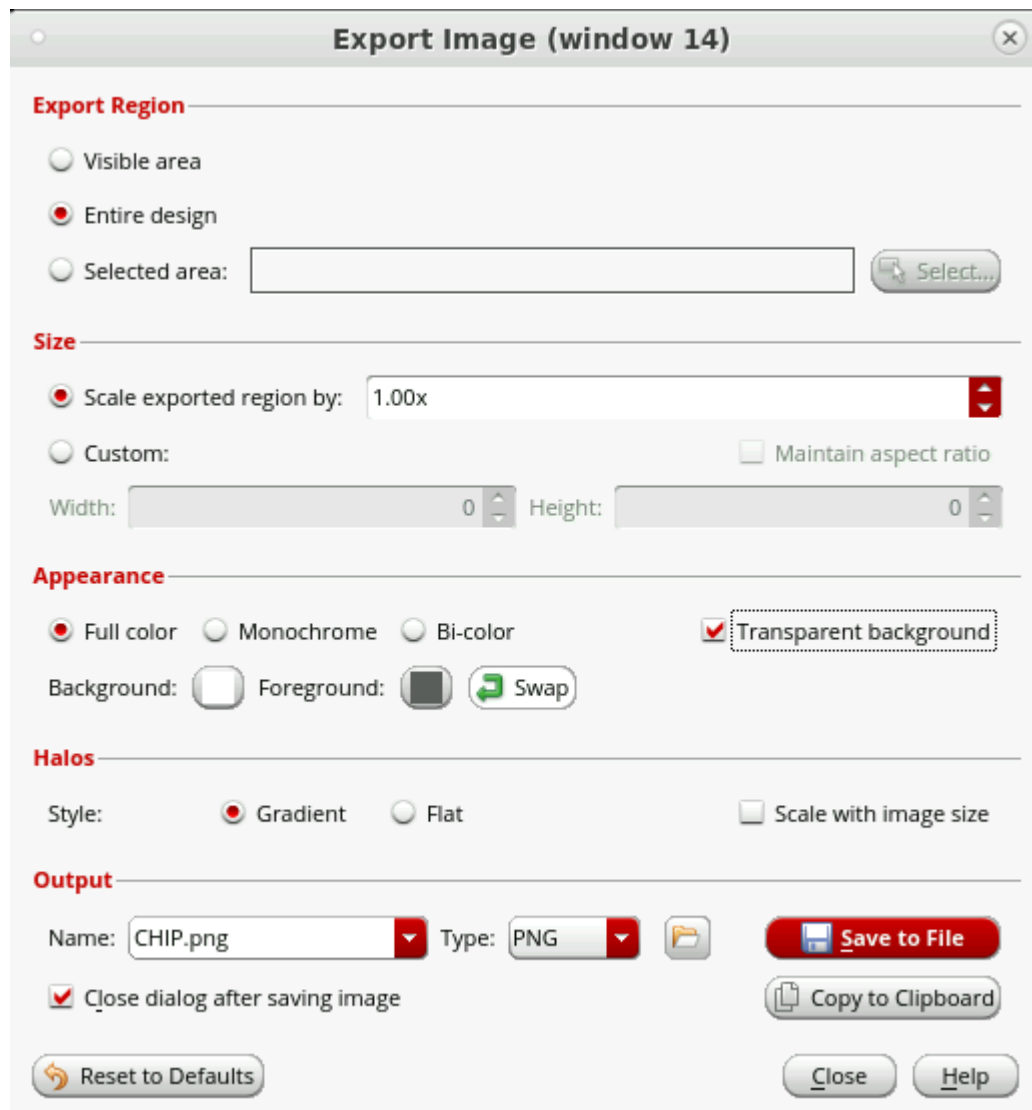 Export Image (window 14)
Export Region
Visible area
Entire design
Selected area: Select...
Size
Scale exported region by: 1.00x
Custom: Maintain aspect ratio
Width: 0 Height: 0
Appearance
Full color Monochrome Bi-color Transparent background
Background: Foreground: Swap
Halos
Style: Gradient Flat Scale with image size
Output
Name: CHIP.png Type: PNG Save to File
Close dialog after saving image Copy to Clipboard
Reset to Defaults Close Help